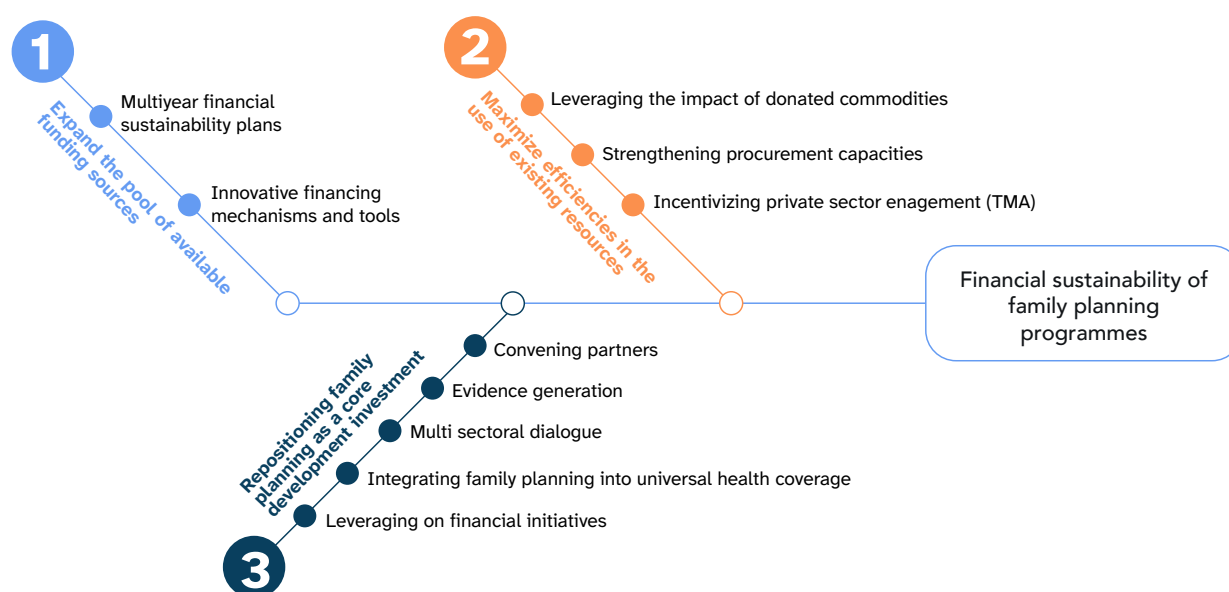 1
Expand the pool of available
funding sources
Multiyear financial
sustainability plans
Innovative financing
mechanisms and tools
2
Maximize efficiencies in the
use of existing resources
Leveraging the impact of donated commodities
Strengthening procurement capacities
Incentivizing private sector enagement (TMA)
Financial sustainability of
family planning
programmes
Repositioning family
planning as a core
development investment
Convening partners
Evidence generation
Multi sectoral dialogue
Integrating family planning into universal health coverage
Leveraging on financial initiatives
3